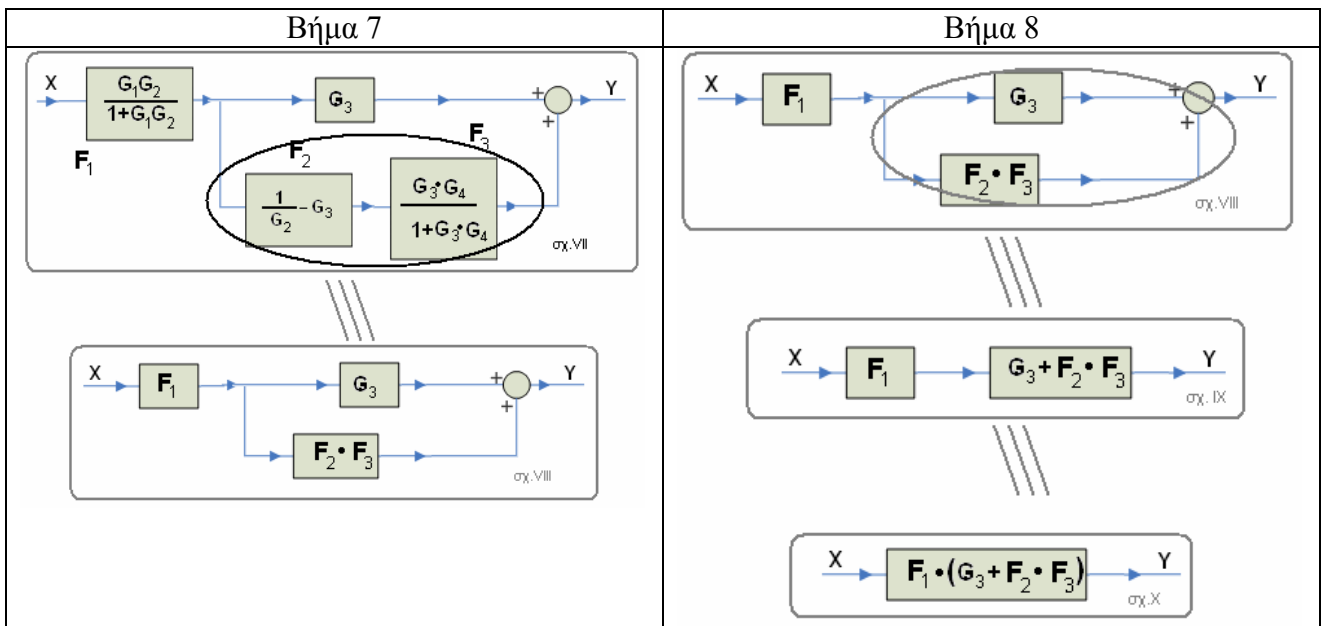 Βήμα 7
X
G₁G₂
1+G₁G₂
F₁
G₃
+
+
Y
F₂
F₃
1
G₂
-G₃
G₃•G₄
1+G₃•G₄
σχ.VII
X
F₁
G₃
+
+
Y
F₂•F₃
σχ.VIII
Βήμα 8
X
F₁
G₃
+
+
Y
F₂•F₃
σχ.VIII
X
F₁
G₃+F₂•F₃
Y
σχ. IX
X
F₁•(G₃+F₂•F₃)
Y
σχ.X